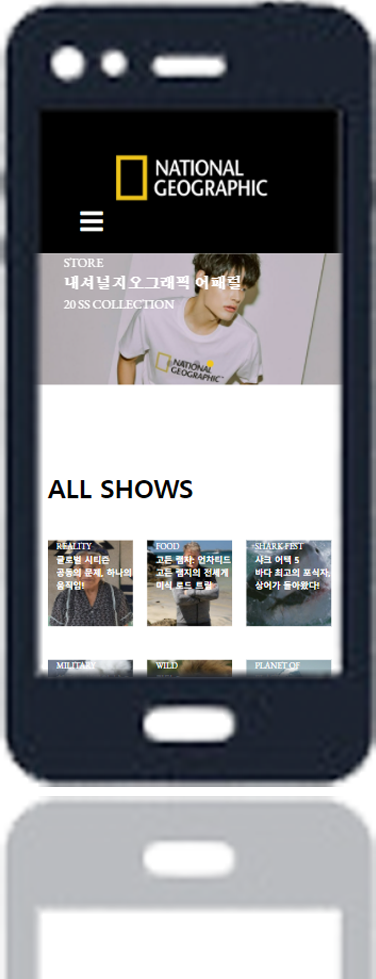 NATIONAL
GEOGRAPHIC
STORE
내셔널지오그래픽 어패럴
20 SS COLLECTION
NATIONAL
GEOGRAPHIC
ALL SHOWS
REALITY
글로벌 시티즌
공동의 문제, 하나의
움직임!
FOOD
고든 램지: 언차티드
고든 램지의 전세계
미식 로드 트립!
SHARK FEST
샤크 어택 5
바다 최고의 포식자,
상어가 돌아왔다!
MILITARY
WILD
PLANET OF